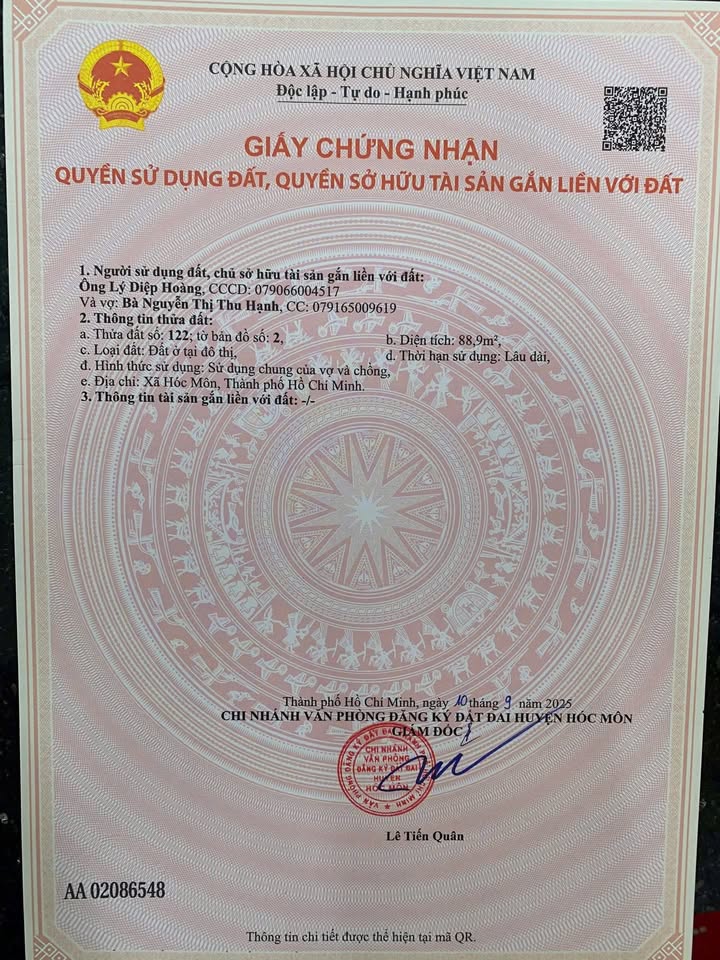 CỘNG HÒA XÃ HỘI CHỦ NGHĨA VIỆT NAM
Độc lập - Tự do - Hạnh phúc
GIẤY CHỨNG NHẬN
QUYỀN SỬ DỤNG ĐẤT, QUYỀN SỞ HỮU TÀI SẢN GẮN LIỀN VỚI ĐẤT
1. Người sử dụng đất, chủ sở hữu tài sản gắn liền với đất:
Ông Lý Diệp Hoàng, CCCD: 079066004517
Và vợ: Bà Nguyễn Thị Thu Hạnh, CC: 079165009619
2. Thông tin thửa đất:
a. Thửa đất số: 122; tờ bản đồ số: 2, b. Diện tích: 88,9m²,
c. Loại đất: Đất ở tại đô thị, d. Thời hạn sử dụng: Lâu dài,
đ. Hình thức sử dụng: Sử dụng chung của vợ và chồng,
e. Địa chỉ: Xã Hóc Môn, Thành phố Hồ Chí Minh.
3. Thông tin tài sản gắn liền với đất: -/-
Thành phố Hồ Chí Minh, ngày 10 tháng 9 năm 2025
CHI NHÁNH VĂN PHÒNG ĐĂNG KÝ ĐẤT ĐAI HUYỆN HÓC MÔN
GIÁM ĐỐC
CHI NHÁNH
VĂN PHÒNG
ĐĂNG KÝ ĐẤT ĐAI
HUYỆN
HÓC MÔN
Lê Tiến Quân
AA 02086548
Thông tin chi tiết được thể hiện tại mã QR.